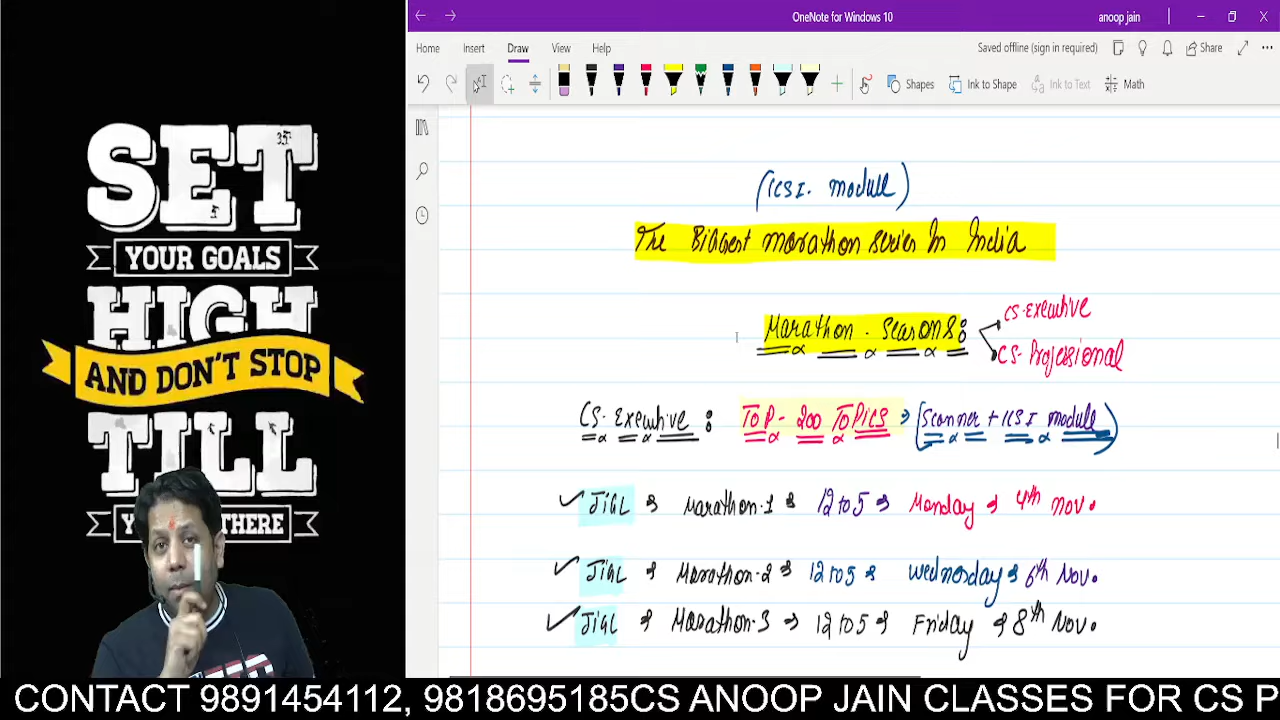 SET
YOUR GOALS
HIGH
AND DON'T STOP
TILL
THERE
OneNote for Windows 10
anoop jain
Home Insert Draw View Help
Saved offline (sign in required)
Share
Shapes Ink to Shape Ink to Text Math
(ICSI. module)
The Biggest marathon series In India
Marathon - Season 8:
CS-Executive
CS-Professional
CS-Executive : ToP-200 ToPics (Scanner + ICSI module)
JIGL Marathon-1 12 to 5 Monday 4th Nov.
JIGL Marathon-2 12 to 5 Wednesday 6th Nov.
JIGL Marathon-3 12 to 5 Friday 8th Nov.
CONTACT 9891454112, 9818695185CS ANOOP JAIN CLASSES FOR CS P